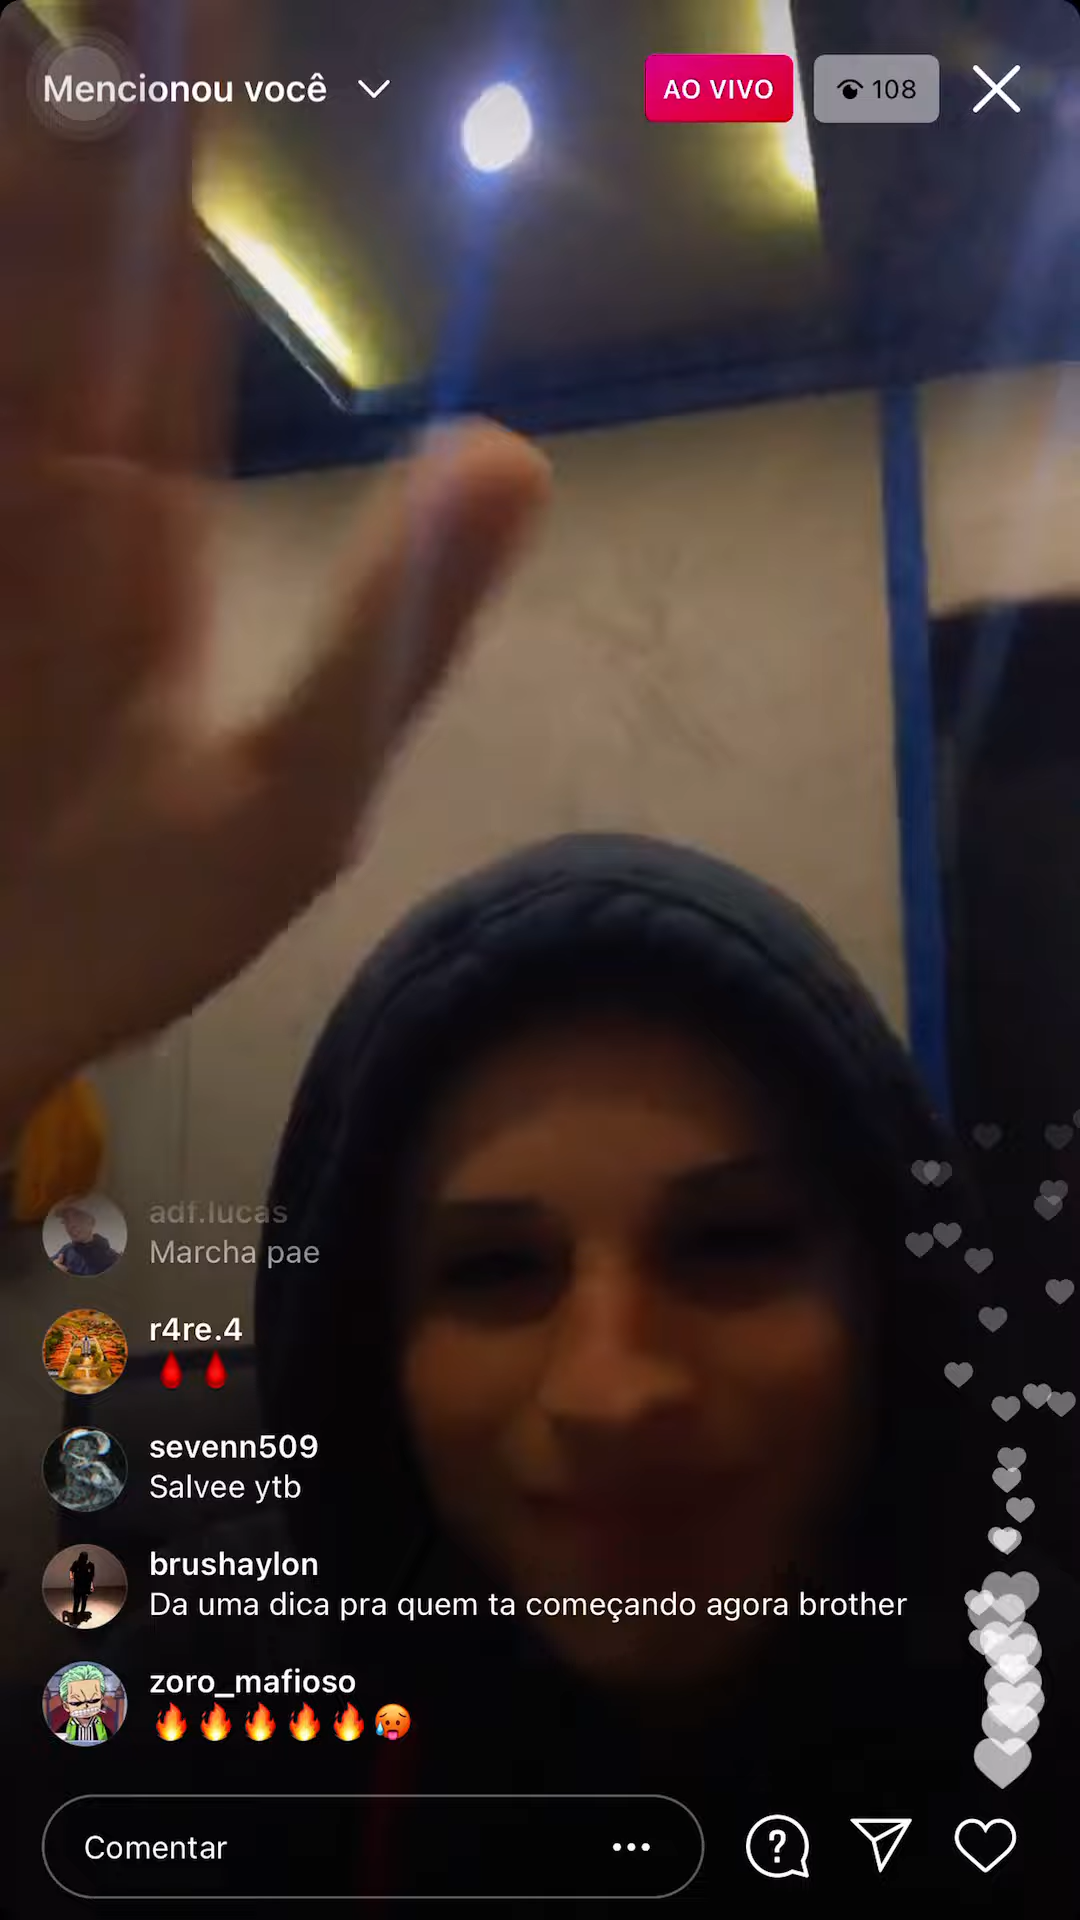 Mencionou você
AO VIVO
108
adf.lucas
Marcha pae
r4re.4
🩸🩸
sevenn509
Salvee ytb
brushaylon
Da uma dica pra quem ta começando agora brother
zoro_mafioso
🔥🔥🔥🔥🔥🥵
Comentar